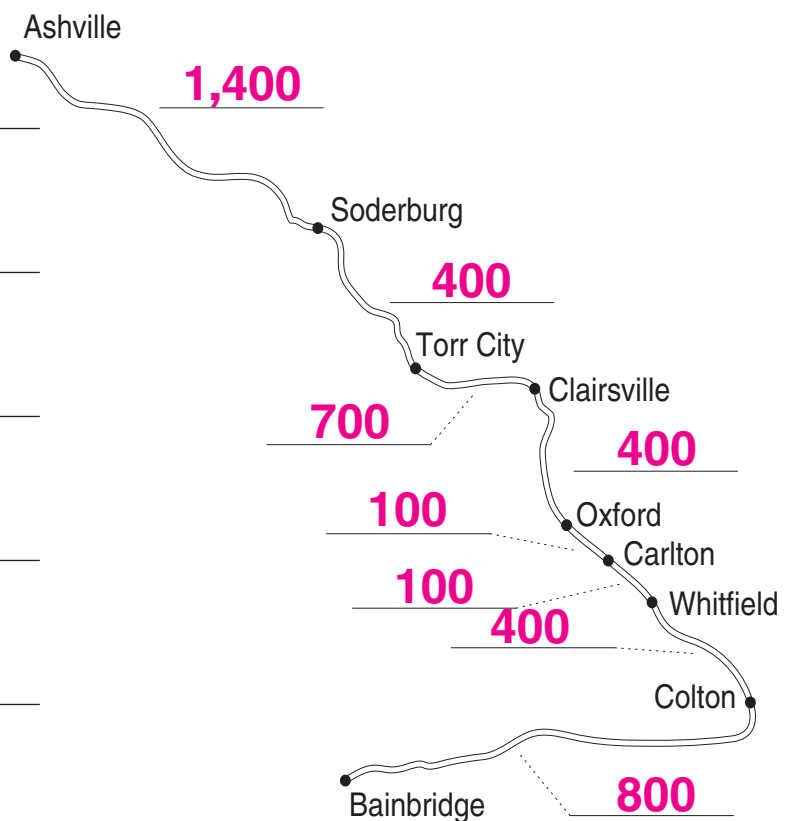 Ashville
1,400
Soderburg
400
Torr City
Clairsville
700
400
100
Oxford
Carlton
100
Whitfield
400
Colton
800
Bainbridge